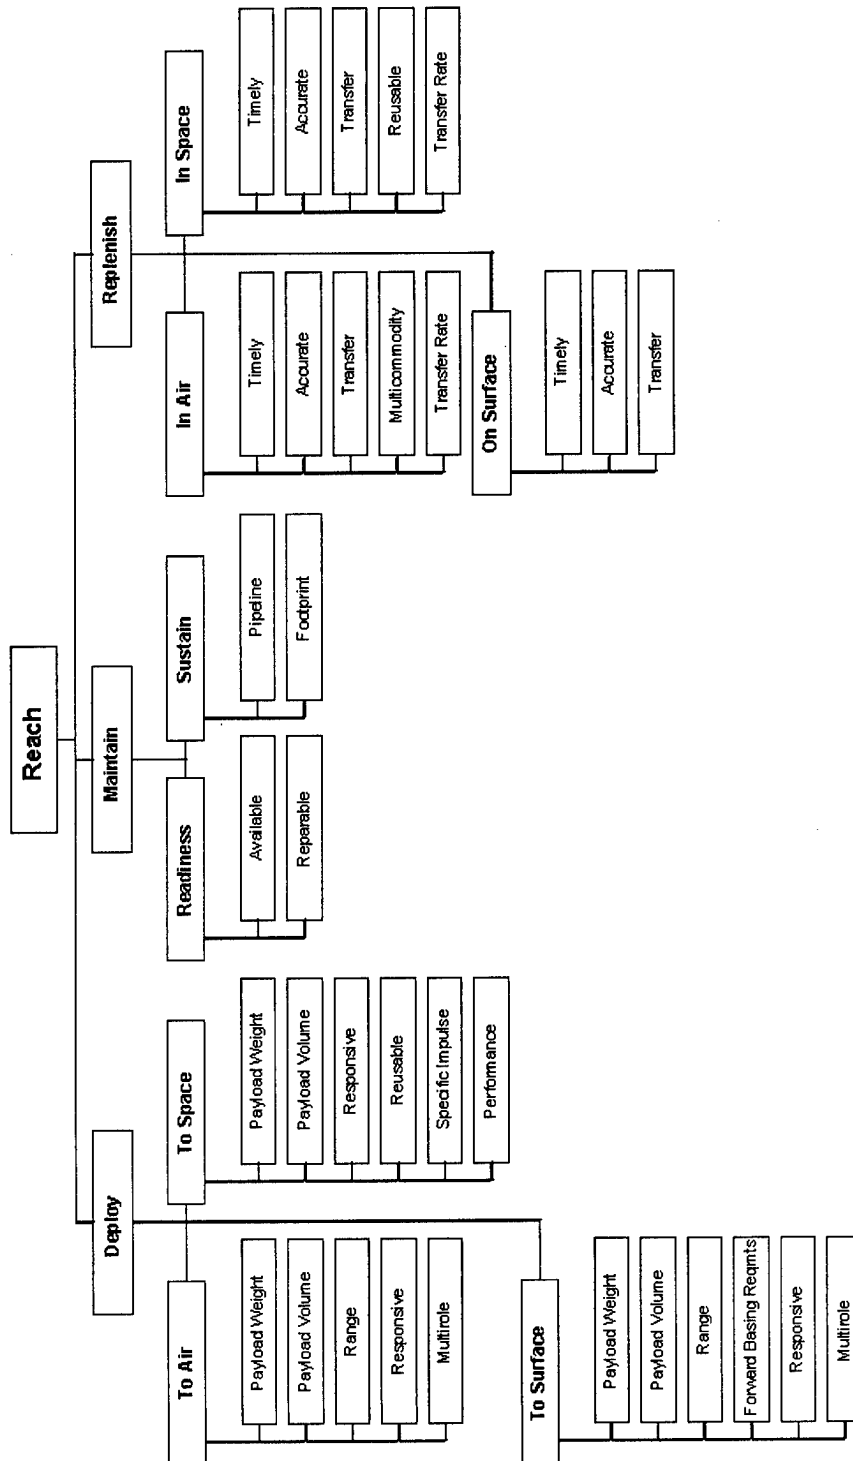 Reach
Deploy
To Air
Payload Weight
Payload Volume
Range
Responsive
Multirole
To Space
Payload Weight
Payload Volume
Responsive
Reusable
Specific Impulse
Performance
To Surface
Payload Weight
Payload Volume
Range
Forward Basing Reqmts
Responsive
Multirole
Maintain
Readiness
Available
Reparable
Sustain
Pipeline
Footprint
Replenish
In Air
Timely
Accurate
Transfer
Multicommodity
Transfer Rate
In Space
Timely
Accurate
Transfer
Reusable
Transfer Rate
On Surface
Timely
Accurate
Transfer